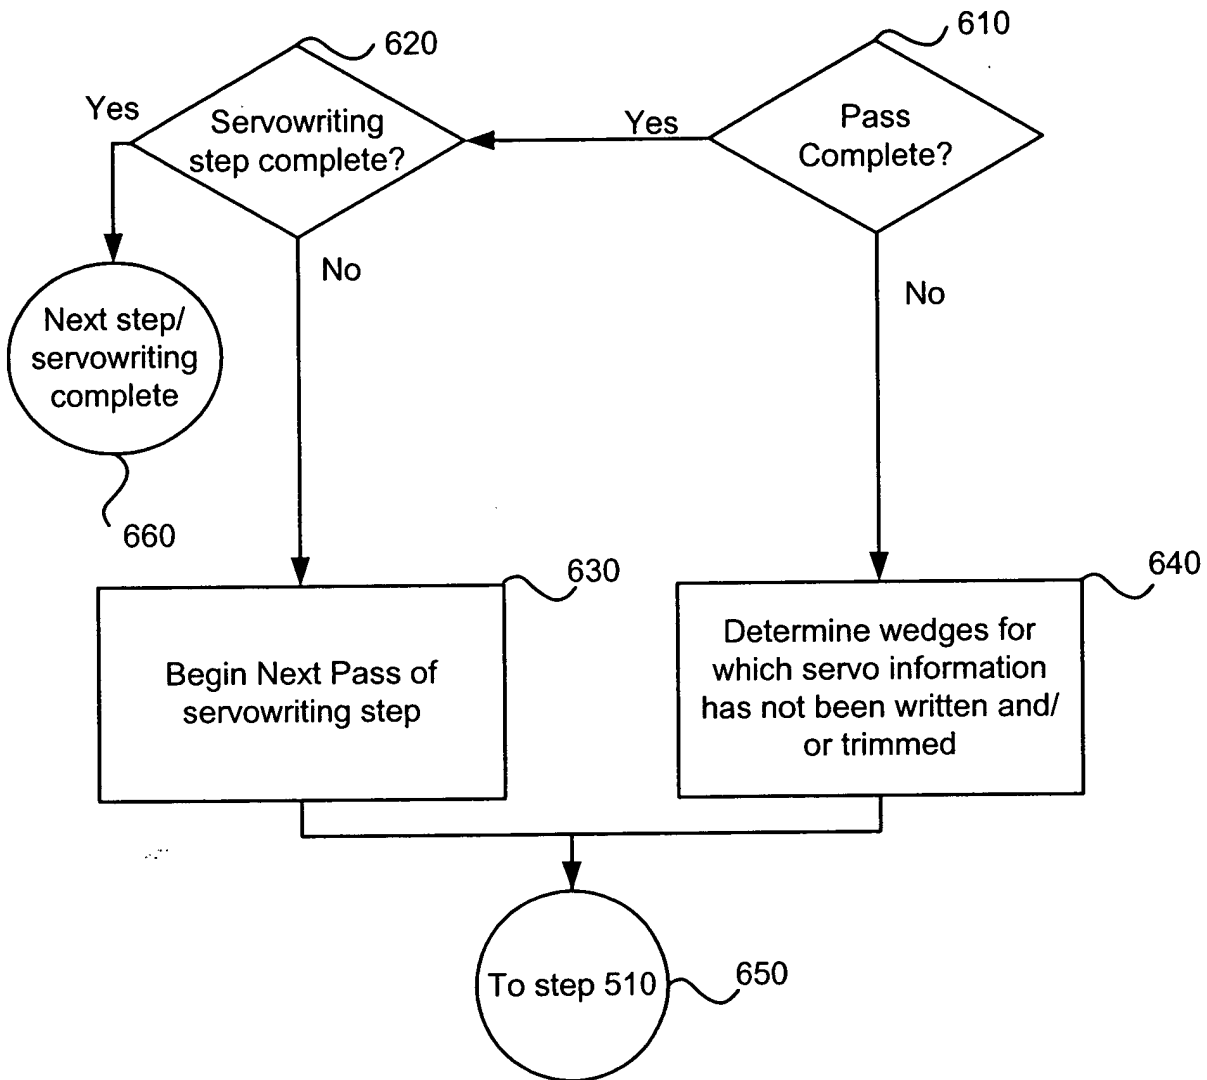 620
610
Yes
Servowriting
step complete?
Yes
Pass
Complete?
No
No
Next step/
servowriting
complete
660
630
640
Begin Next Pass of
servowriting step
Determine wedges for
which servo information
has not been written and/
or trimmed
To step 510
650